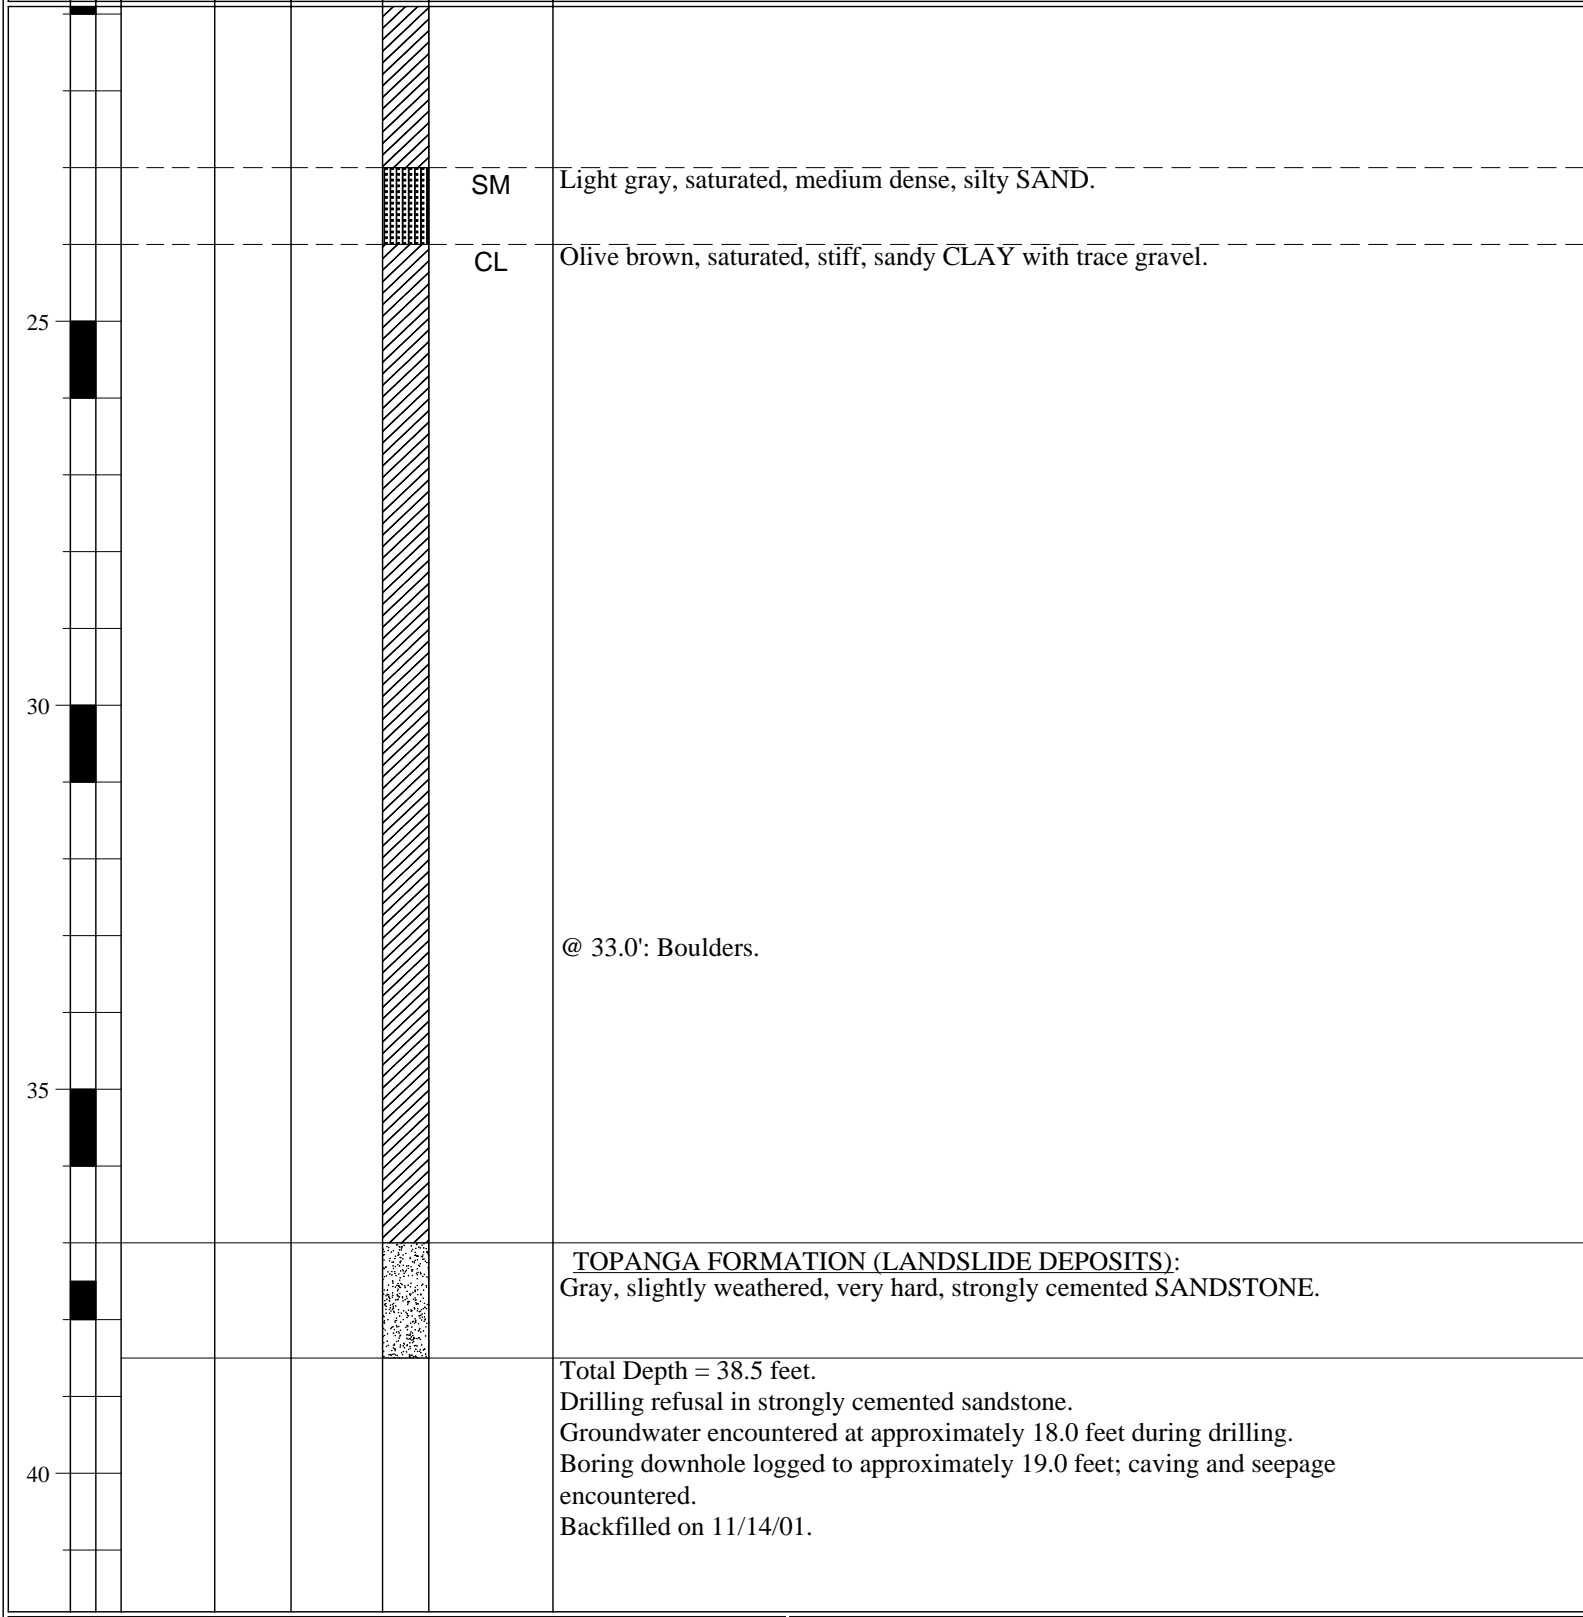 SM Light gray, saturated, medium dense, silty SAND.
CL Olive brown, saturated, stiff, sandy CLAY with trace gravel.
25
30
@ 33.0': Boulders.
35
TOPANGA FORMATION (LANDSLIDE DEPOSITS):
Gray, slightly weathered, very hard, strongly cemented SANDSTONE.
Total Depth = 38.5 feet.
Drilling refusal in strongly cemented sandstone.
Groundwater encountered at approximately 18.0 feet during drilling.
40
Boring downhole logged to approximately 19.0 feet; caving and seepage
encountered.
Backfilled on 11/14/01.